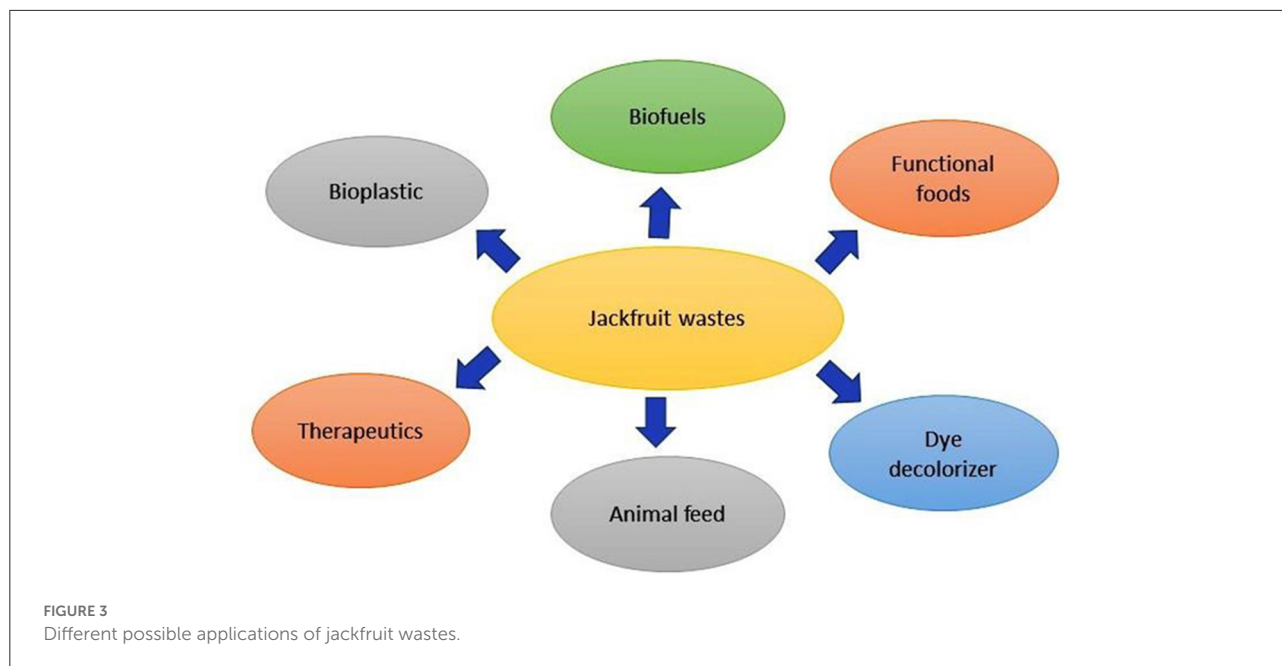 Biofuels
Functional
foods
Bioplastic
Jackfruit wastes
Therapeutics
Dye
decolorizer
Animal feed
FIGURE 3
Different possible applications of jackfruit wastes.